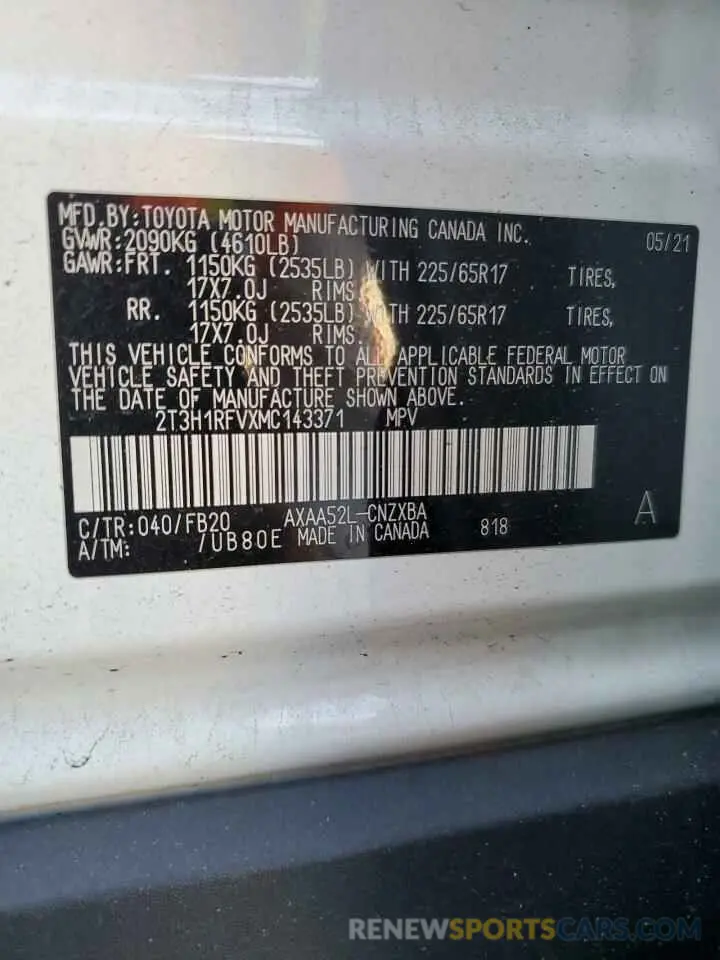 MFD.BY:TOYOTA MOTOR MANUFACTURING CANADA INC. 05/21
GVWR:2090KG (4610LB)
GAWR:FRT. 1150KG (2535LB) WITH 225/65R17 TIRES,
17X7.0J RIMS.
RR. 1150KG (2535LB) WITH 225/65R17 TIRES,
17X7.0J RIMS.
THIS VEHICLE CONFORMS TO ALL APPLICABLE FEDERAL MOTOR
VEHICLE SAFETY AND THEFT PREVENTION STANDARDS IN EFFECT ON
THE DATE OF MANUFACTURE SHOWN ABOVE.
2T3H1RFVXMC143371 MPV
C/TR:040/FB20 AXAA52L-CNZXBA A
A/TM: /UB80E MADE IN CANADA 818
RENEWSPORTSCARS.COM